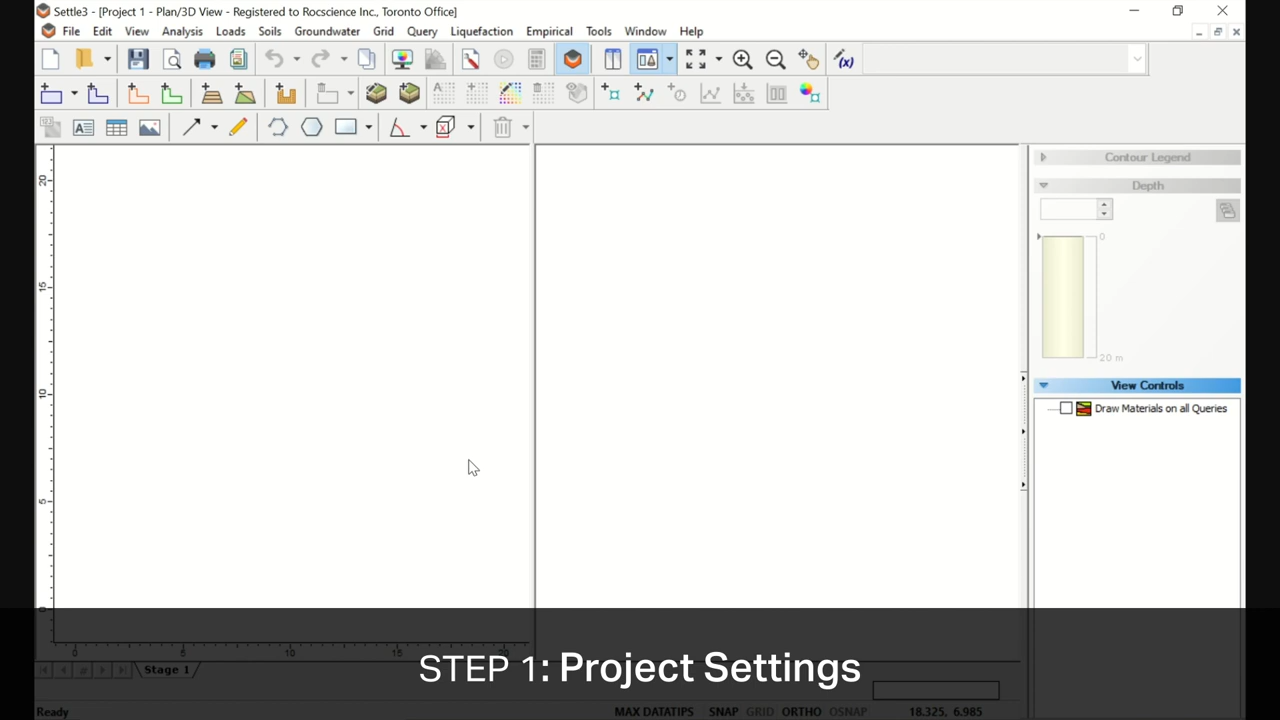 Settle3 - [Project 1 - Plan/3D View - Registered to Rocscience Inc., Toronto Office]
File Edit View Analysis Loads Soils Groundwater Grid Query Liquefaction Empirical Tools Window Help
(x)
Contour Legend
Depth
0
20 m
View Controls
Draw Materials on all Queries
20
15
10
5
0
0 5 10 15 20
Stage 1
STEP 1: Project Settings
Ready
MAX DATATIPS SNAP GRID ORTHO OSNAP 18.325, 6.985